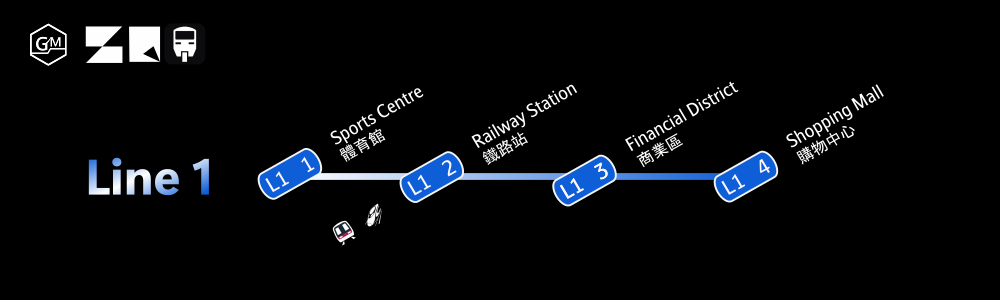 GM
Line 1
L1 1
Sports Centre
體育館
L1 2
Railway Station
鐵路站
L1 3
Financial District
商業區
L1 4
Shopping Mall
購物中心